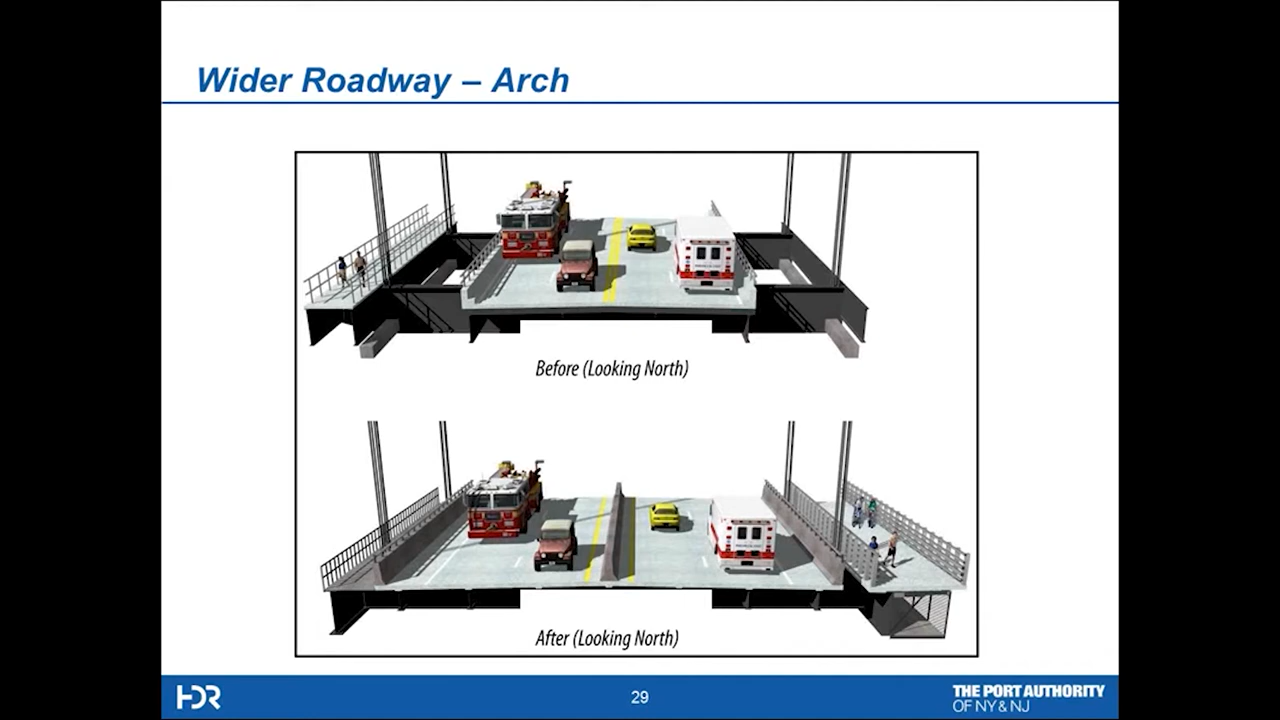 Wider Roadway – Arch
Before (Looking North)
After (Looking North)
HDR
29
THE PORT AUTHORITY
OF NY & NJ